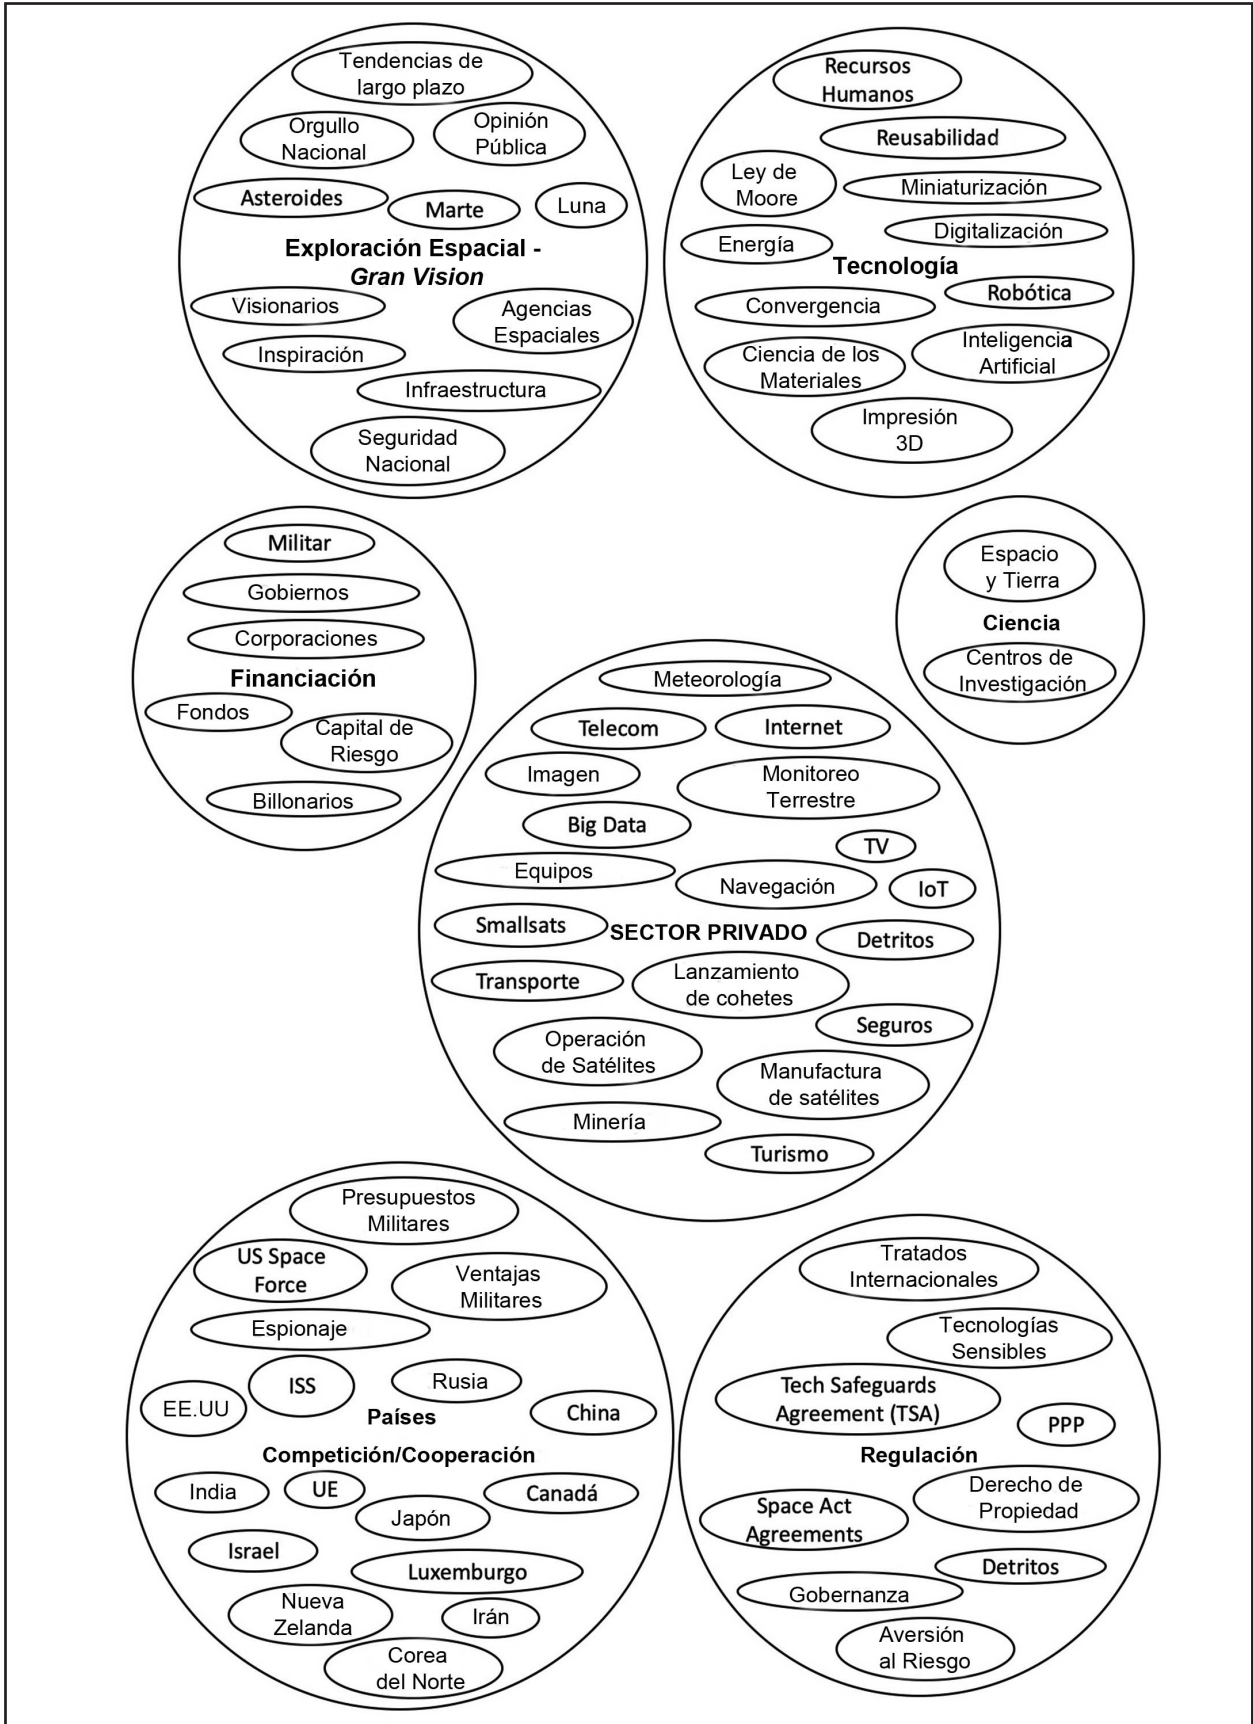 Tendencias de
largo plazo
Orgullo
Nacional
Opinión
Pública
Asteroides
Marte
Luna
Exploración Espacial -
Gran Vision
Visionarios
Agencias
Espaciales
Inspiración
Infraestructura
Seguridad
Nacional
Recursos
Humanos
Reusabilidad
Ley de
Moore
Miniaturización
Digitalización
Energía
Tecnología
Robótica
Convergencia
Inteligencia
Artificial
Ciencia de los
Materiales
Impresión
3D
Militar
Gobiernos
Corporaciones
Financiación
Fondos
Capital de
Riesgo
Billonarios
Espacio
y Tierra
Ciencia
Centros de
Investigación
Meteorología
Telecom
Internet
Imagen
Monitoreo
Terrestre
Big Data
TV
Equipos
Navegación
IoT
Smallsats
SECTOR PRIVADO
Detritos
Transporte
Lanzamiento
de cohetes
Seguros
Operación
de Satélites
Manufactura
de satélites
Minería
Turismo
Presupuestos
Militares
US Space
Force
Ventajas
Militares
Espionaje
ISS
Rusia
EE.UU
China
Países
Competición/Cooperación
India
UE
Canadá
Japón
Israel
Luxemburgo
Nueva
Zelanda
Irán
Corea
del Norte
Tratados
Internacionales
Tecnologías
Sensibles
Tech Safeguards
Agreement (TSA)
PPP
Regulación
Derecho de
Propiedad
Space Act
Agreements
Detritos
Gobernanza
Aversión
al Riesgo